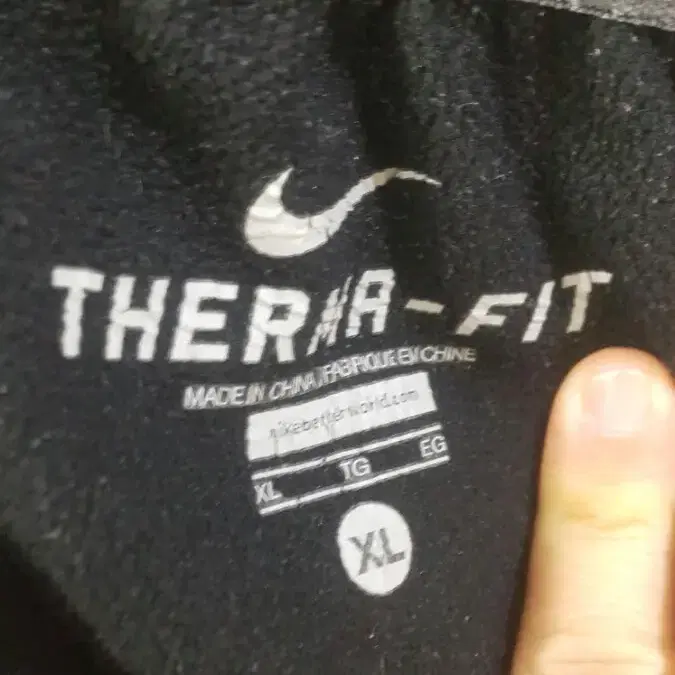 THERMA-FIT
MADE IN CHINA / FABRIQUE EN CHINE
nikebetterworld.com
XL TG EG
XL